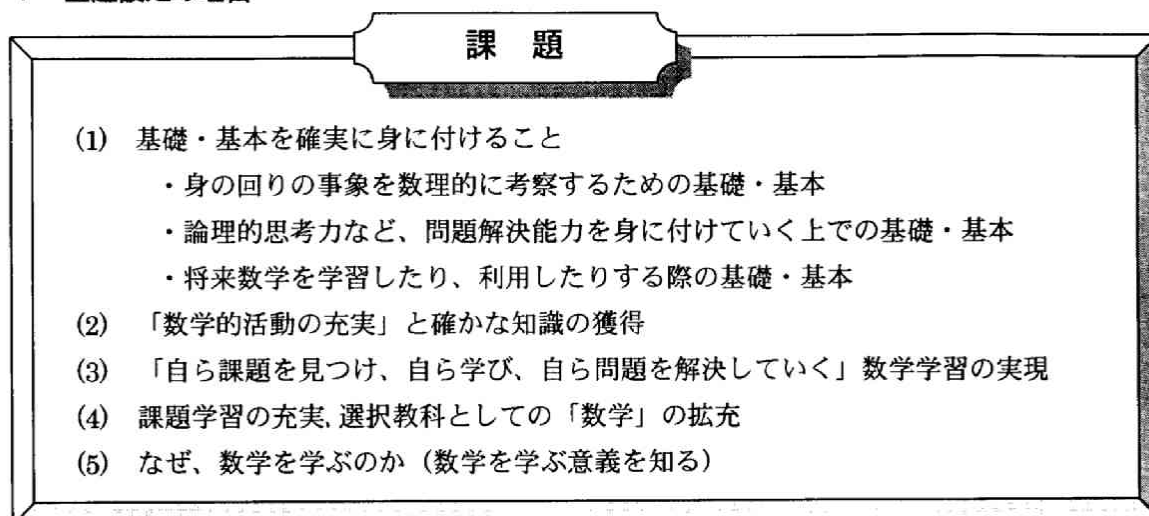 課 題
(1) 基礎・基本を確実に身に付けること
・身の回りの事象を数理的に考察するための基礎・基本
・論理的思考力など、問題解決能力を身に付けていく上での基礎・基本
・将来数学を学習したり、利用したりする際の基礎・基本
(2) 「数学的活動の充実」と確かな知識の獲得
(3) 「自ら課題を見つけ、自ら学び、自ら問題を解決していく」数学学習の実現
(4) 課題学習の充実,選択教科としての「数学」の拡充
(5) なぜ、数学を学ぶのか（数学を学ぶ意義を知る）